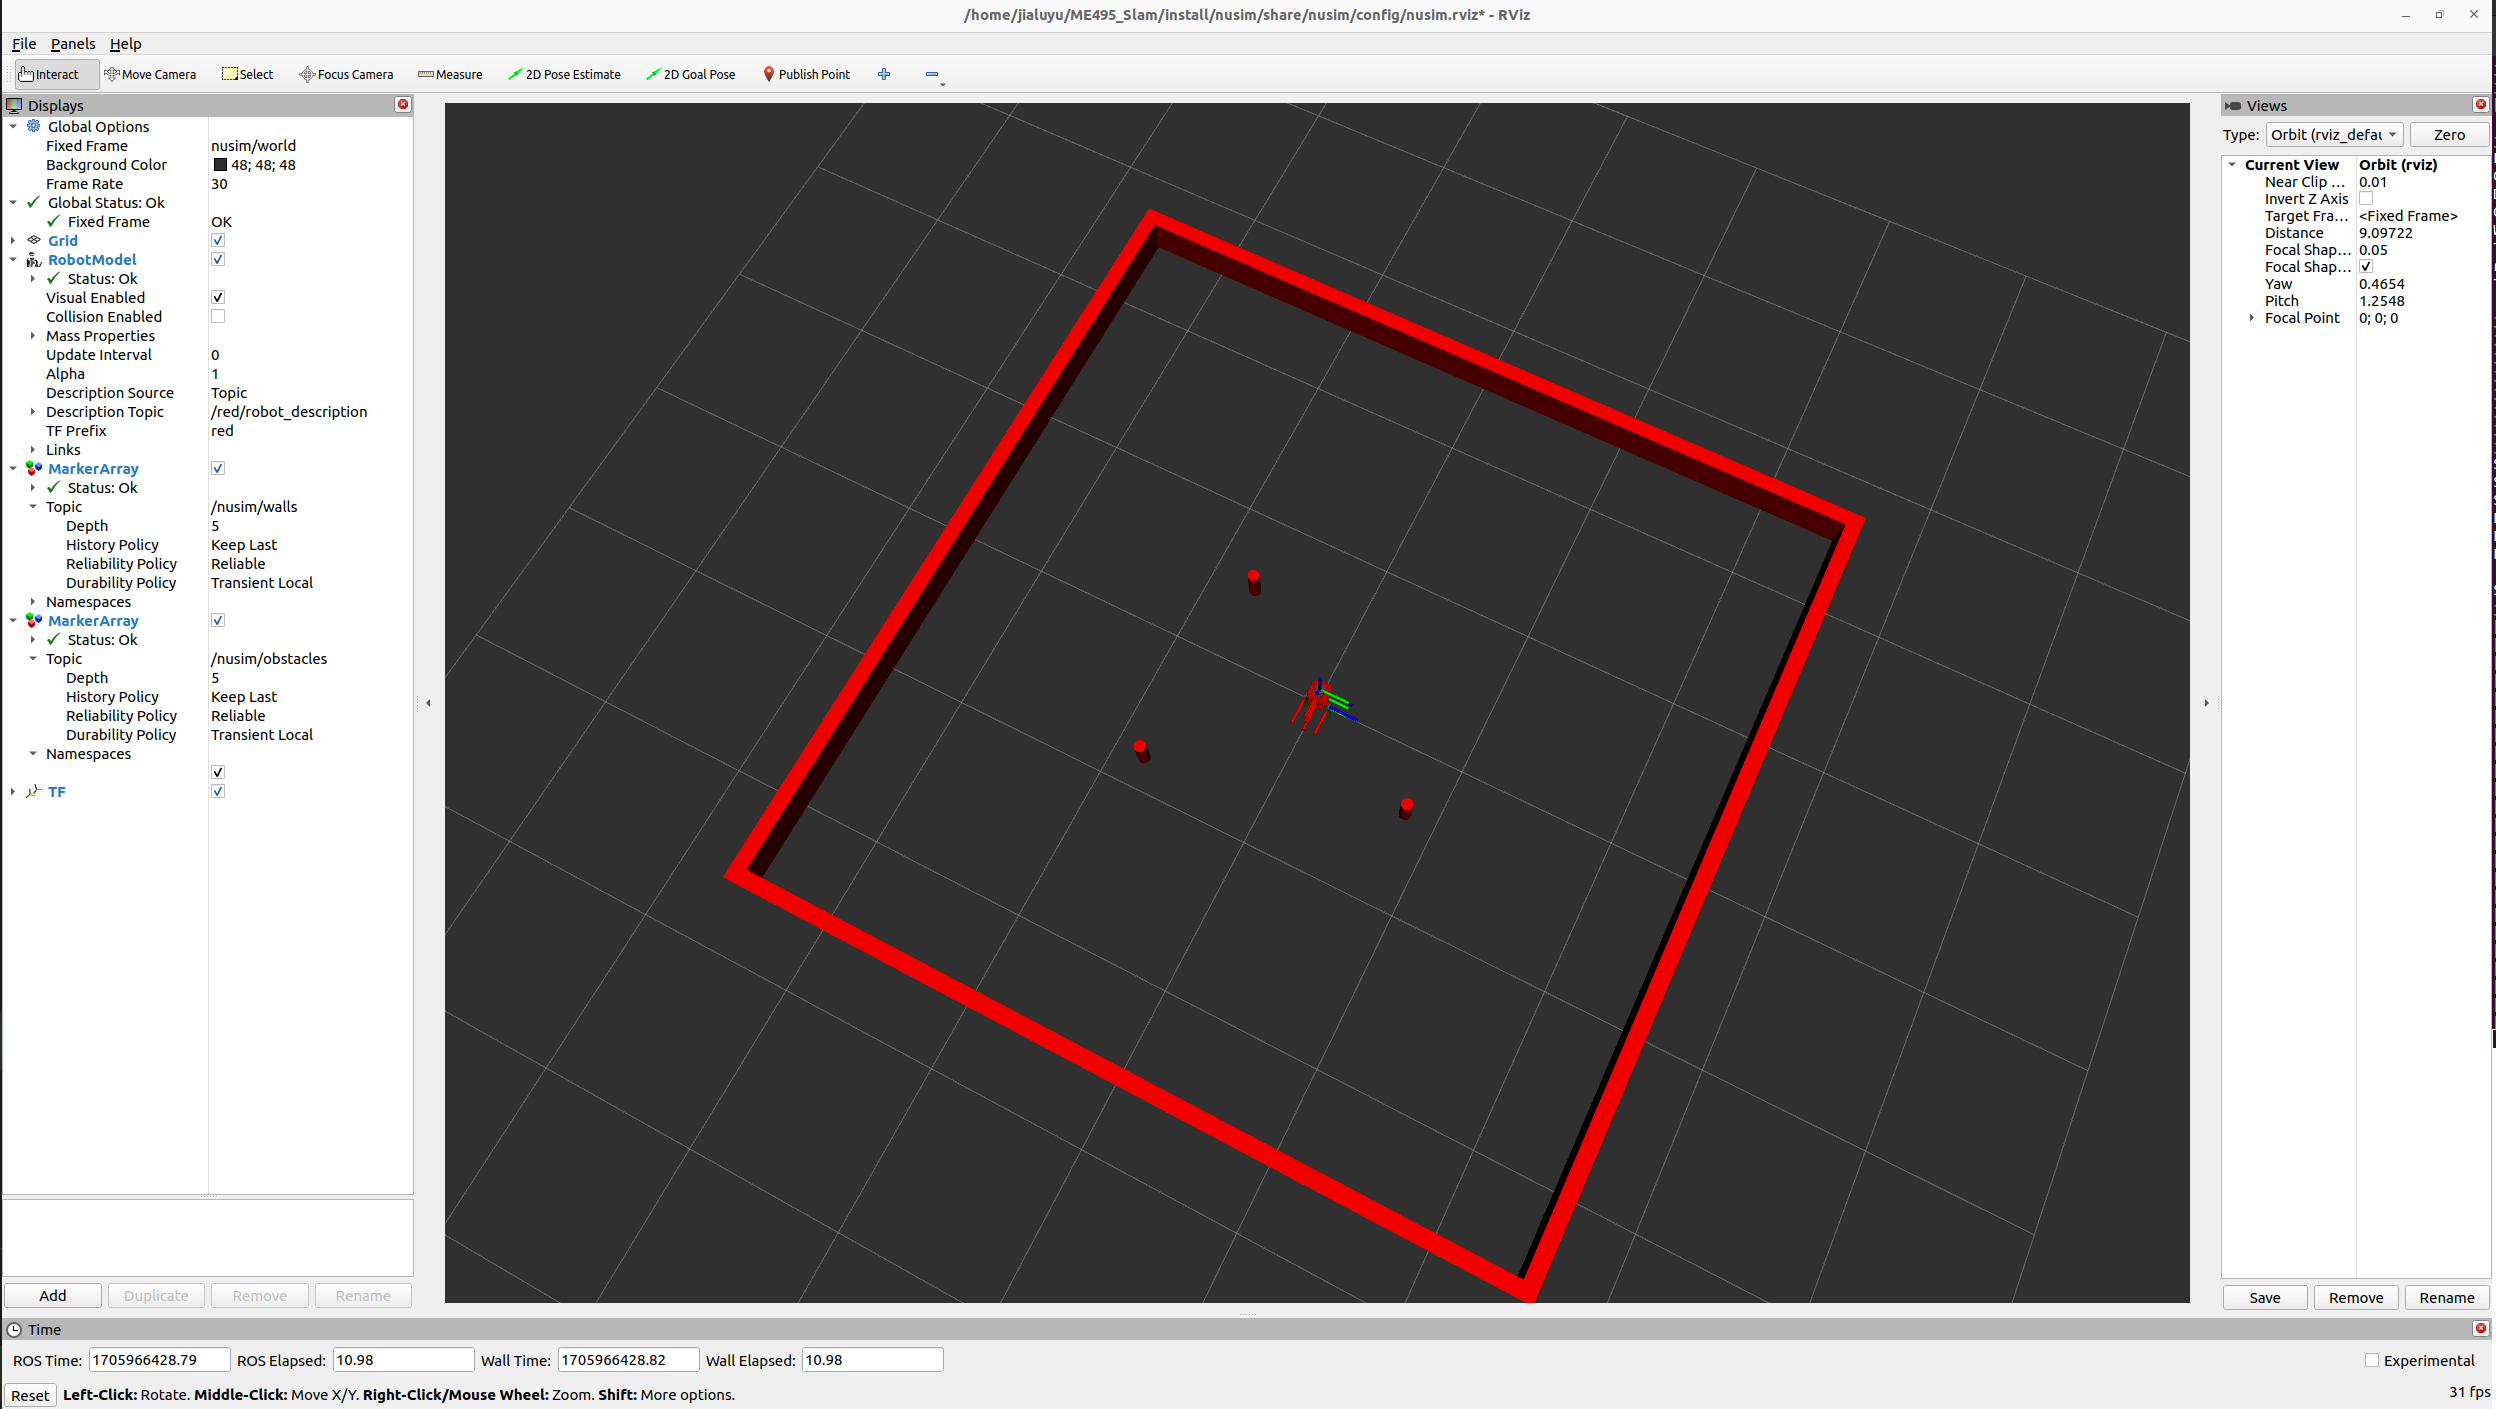 /home/jialuyu/ME495_Slam/install/nusim/share/nusim/config/nusim.rviz* - RViz
File Panels Help
Interact Move Camera Select Focus Camera Measure 2D Pose Estimate 2D Goal Pose Publish Point
Displays
Global Options
Fixed Frame nusim/world
Background Color 48; 48; 48
Frame Rate 30
Global Status: Ok
Fixed Frame OK
Grid
RobotModel
Status: Ok
Visual Enabled
Collision Enabled
Mass Properties
Update Interval 0
Alpha 1
Description Source Topic
Description Topic /red/robot_description
TF Prefix red
Links
MarkerArray
Status: Ok
Topic /nusim/walls
Depth 5
History Policy Keep Last
Reliability Policy Reliable
Durability Policy Transient Local
Namespaces
MarkerArray
Status: Ok
Topic /nusim/obstacles
Depth 5
History Policy Keep Last
Reliability Policy Reliable
Durability Policy Transient Local
Namespaces
TF
Add Duplicate Remove Rename
Views
Type: Orbit (rviz_defau Zero
Current View Orbit (rviz)
Near Clip ... 0.01
Invert Z Axis
Target Fra... <Fixed Frame>
Distance 9.09722
Focal Shap... 0.05
Focal Shap...
Yaw 0.4654
Pitch 1.2548
Focal Point 0; 0; 0
Save Remove Rename
Time
ROS Time: 1705966428.79 ROS Elapsed: 10.98 Wall Time: 1705966428.82 Wall Elapsed: 10.98 Experimental
Reset Left-Click: Rotate. Middle-Click: Move X/Y. Right-Click/Mouse Wheel: Zoom. Shift: More options. 31 fps